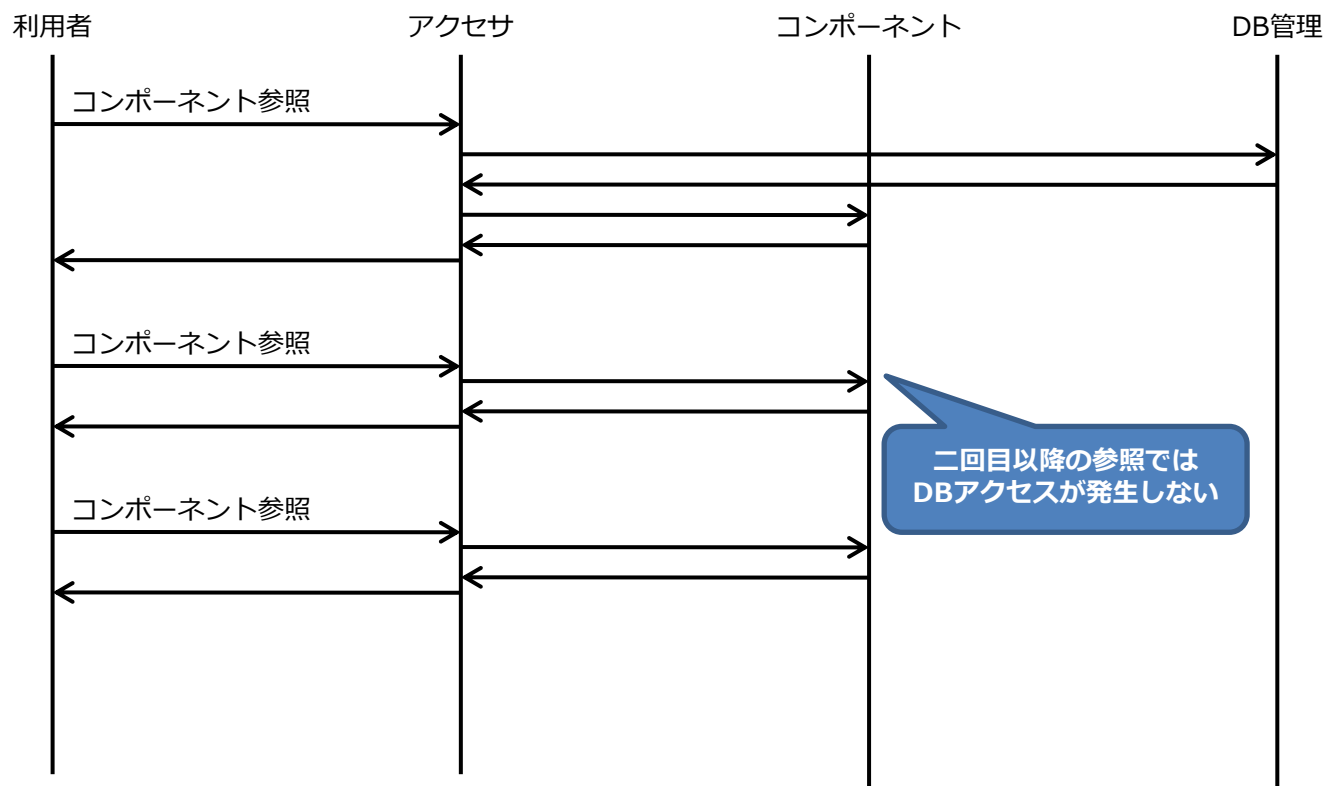 利用者
アクセサ
コンポーネント
DB管理
コンポーネント参照
コンポーネント参照
二回目以降の参照では
DBアクセスが発生しない
コンポーネント参照